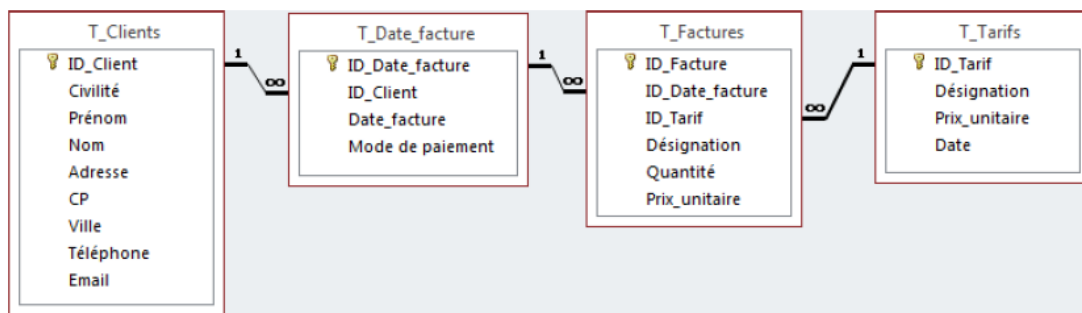 T_Clients
ID_Client
Civilité
Prénom
Nom
Adresse
CP
Ville
Téléphone
Email
1
∞
T_Date_facture
ID_Date_facture
ID_Client
Date_facture
Mode de paiement
1
∞
T_Factures
ID_Facture
ID_Date_facture
ID_Tarif
Désignation
Quantité
Prix_unitaire
∞
1
T_Tarifs
ID_Tarif
Désignation
Prix_unitaire
Date